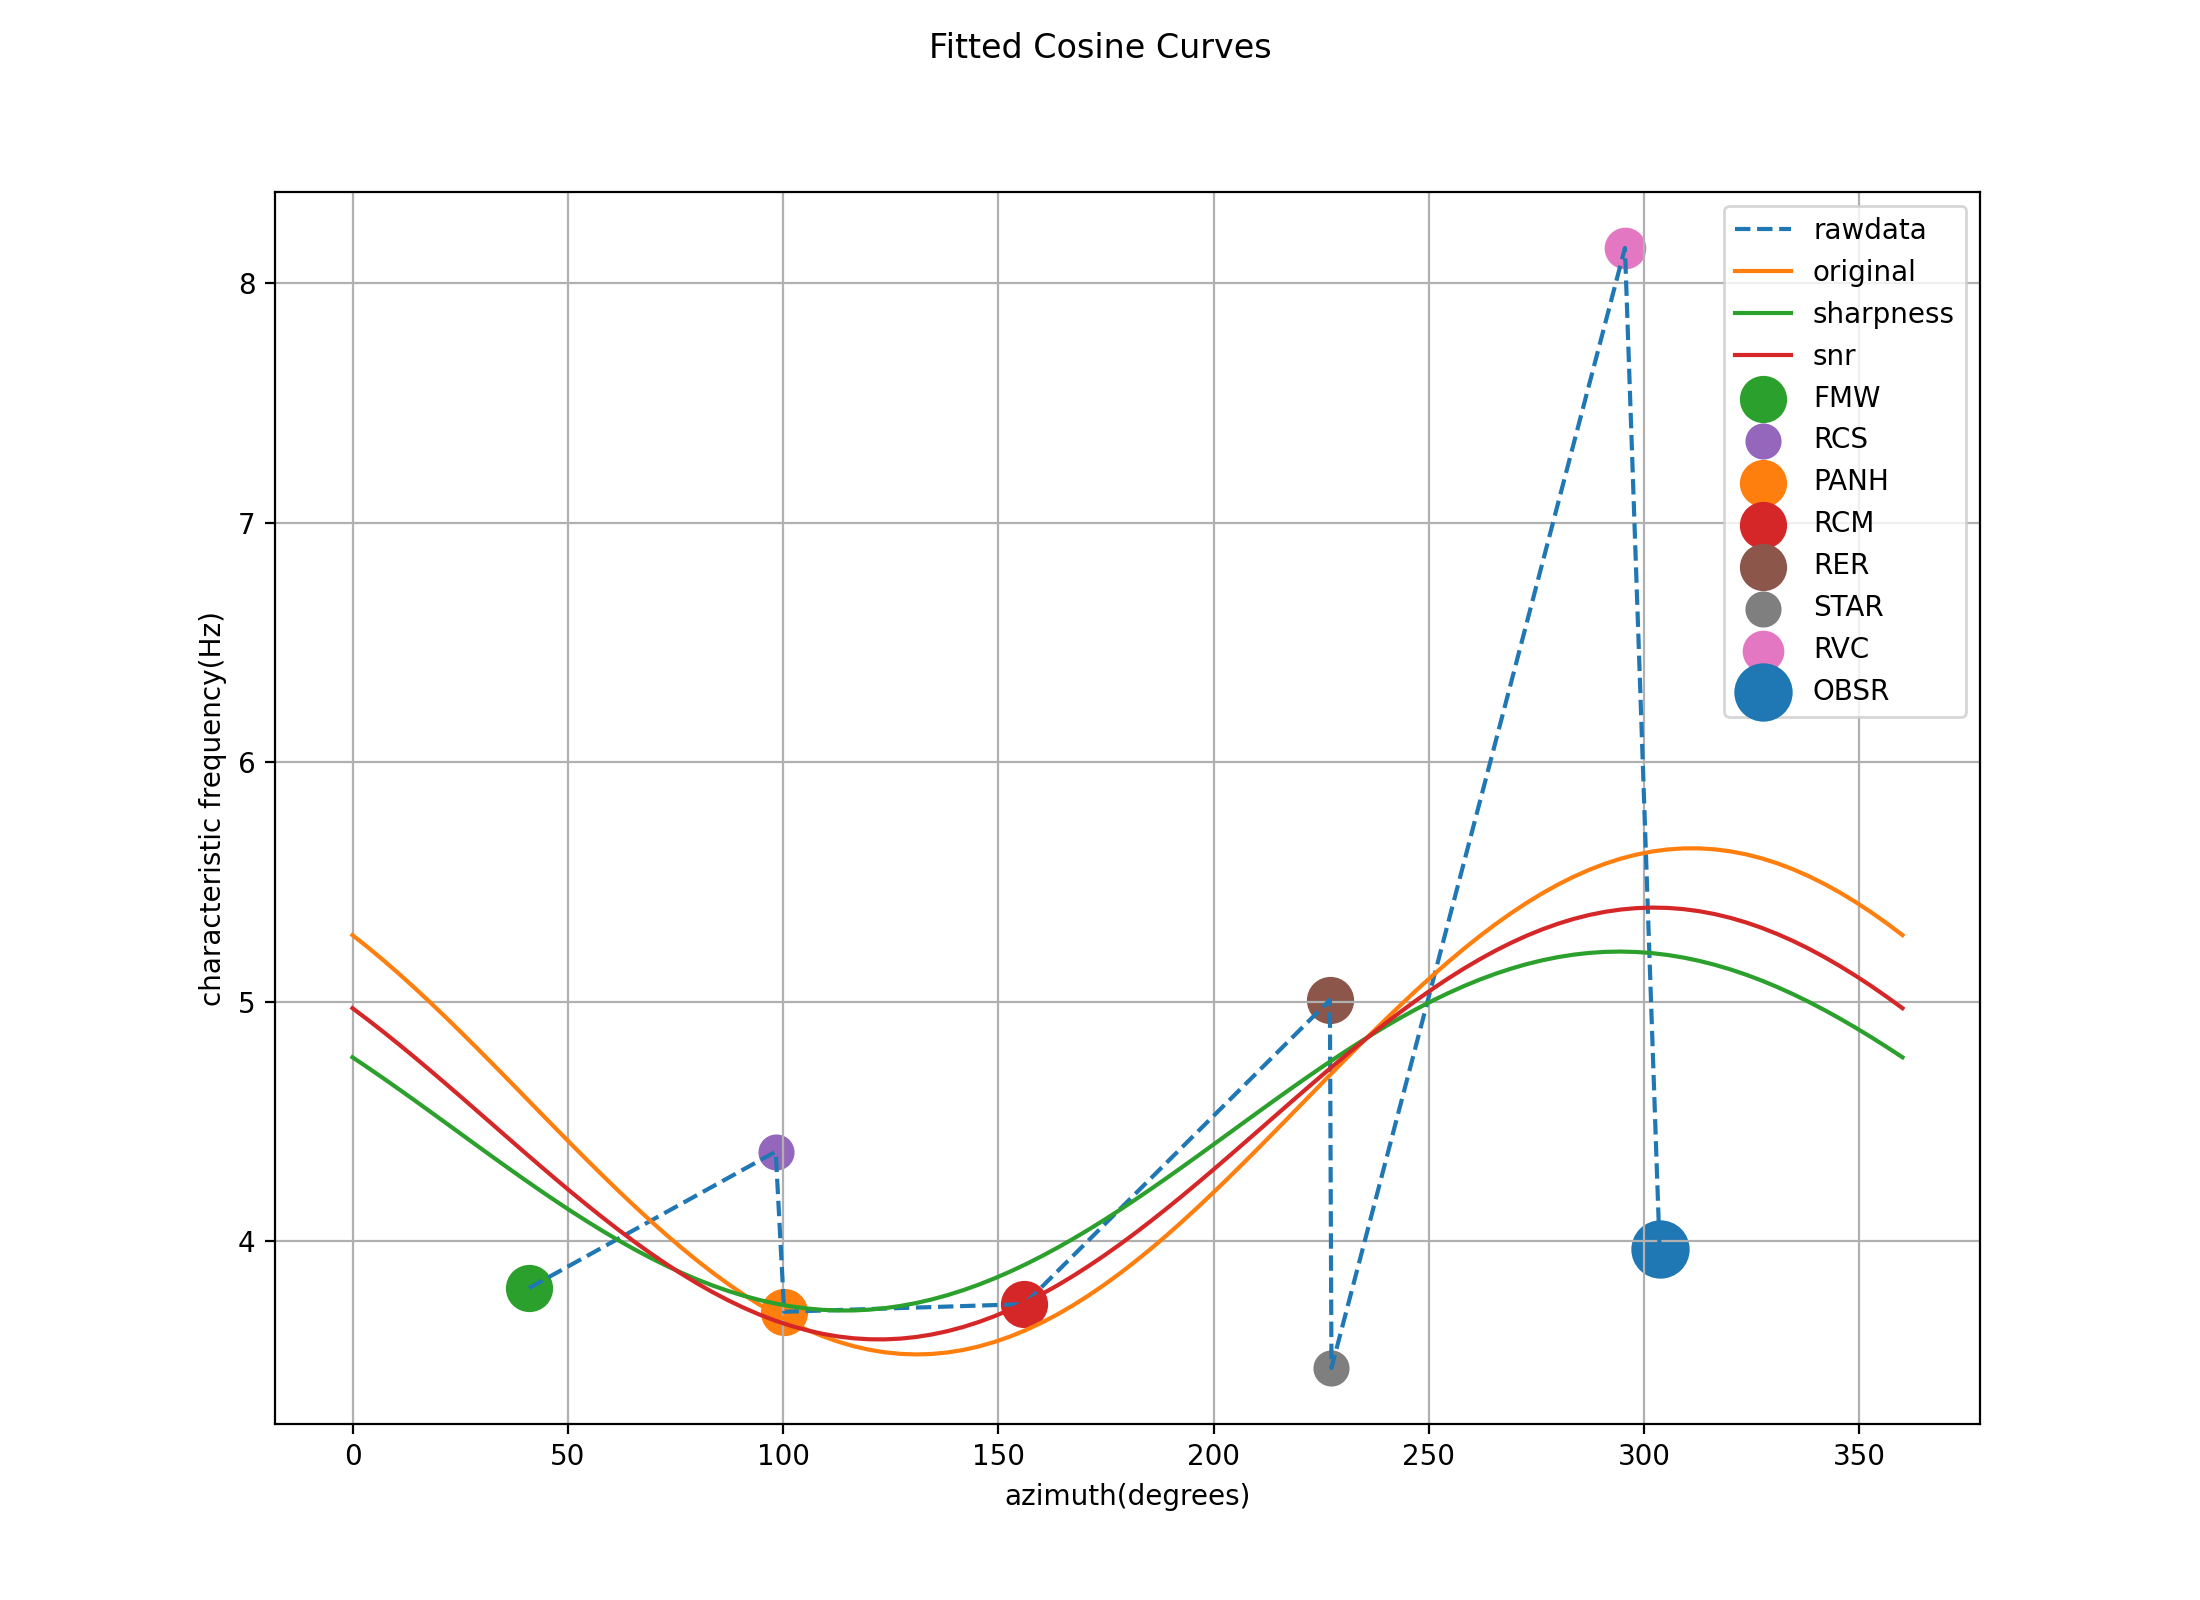 Fitted Cosine Curves
rawdata
original
sharpness
snr
FMW
RCS
PANH
RCM
RER
STAR
RVC
OBSR
8
7
6
5
4
characteristic frequency(Hz)
0 50 100 150 200 250 300 350
azimuth(degrees)